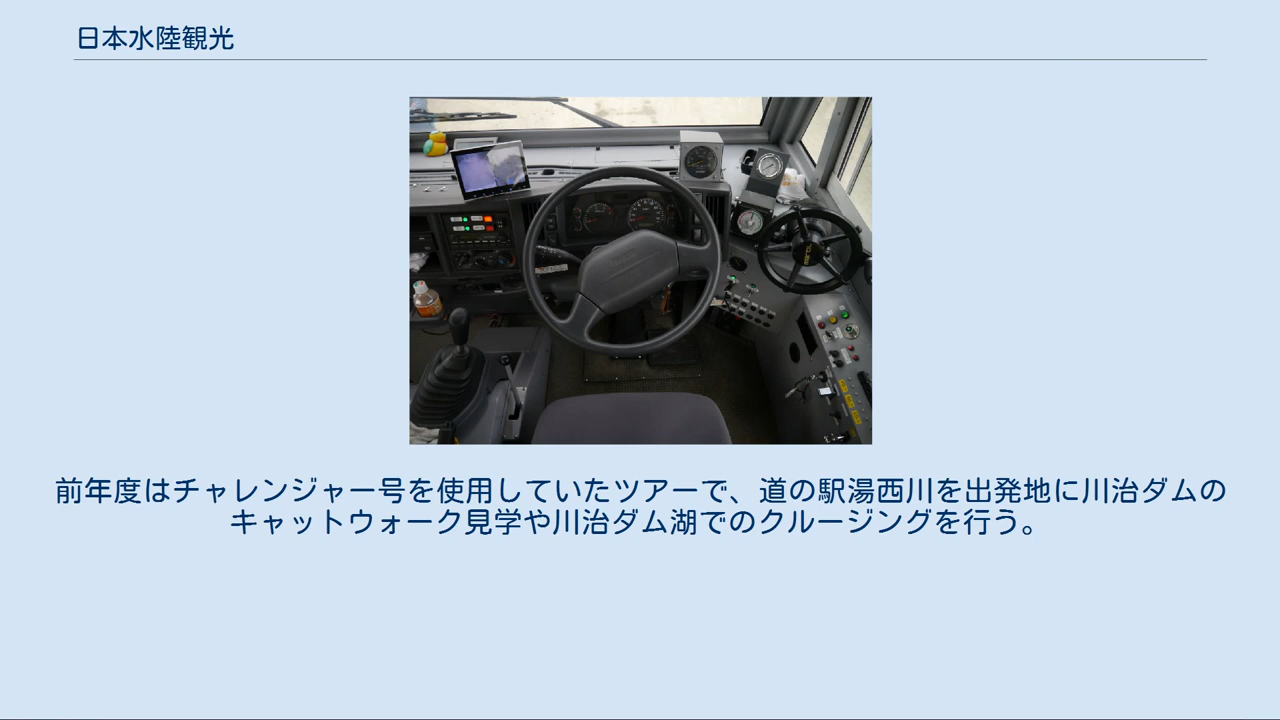 日本水陸観光
前年度はチャレンジャー号を使用していたツアーで、道の駅湯西川を出発地に川治ダムの
キャットウォーク見学や川治ダム湖でのクルージングを行う。